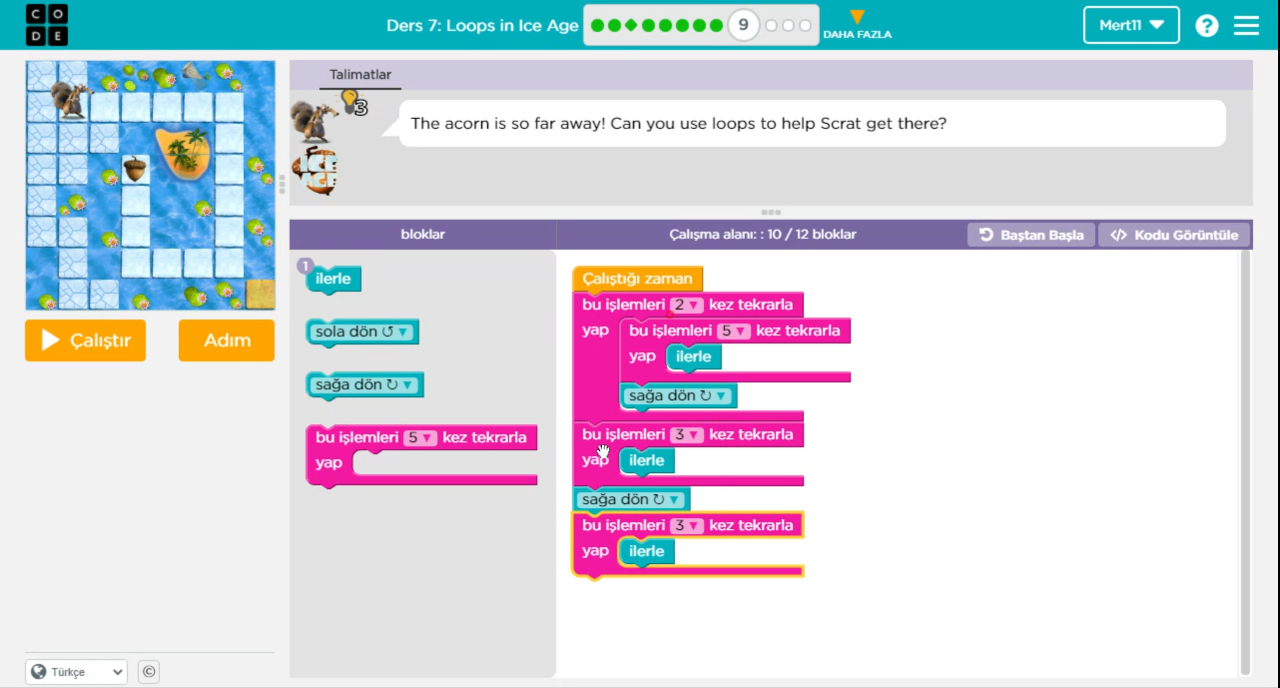 C O
D E
Ders 7: Loops in Ice Age
9
DAHA FAZLA
Mert11
?
Talimatlar
3
The acorn is so far away! Can you use loops to help Scrat get there?
ICE
AGE
bloklar
Çalışma alanı: : 10 / 12 bloklar
Baştan Başla
</> Kodu Görüntüle
1
ilerle
sola dön ↺ ▼
sağa dön ↻ ▼
bu işlemleri 5 ▼ kez tekrarla
yap
Çalıştığı zaman
bu işlemleri 2 ▼ kez tekrarla
yap
bu işlemleri 5 ▼ kez tekrarla
yap ilerle
sağa dön ↻ ▼
bu işlemleri 3 ▼ kez tekrarla
yap ilerle
sağa dön ↻ ▼
bu işlemleri 3 ▼ kez tekrarla
yap ilerle
Çalıştır
Adım
Türkçe
©